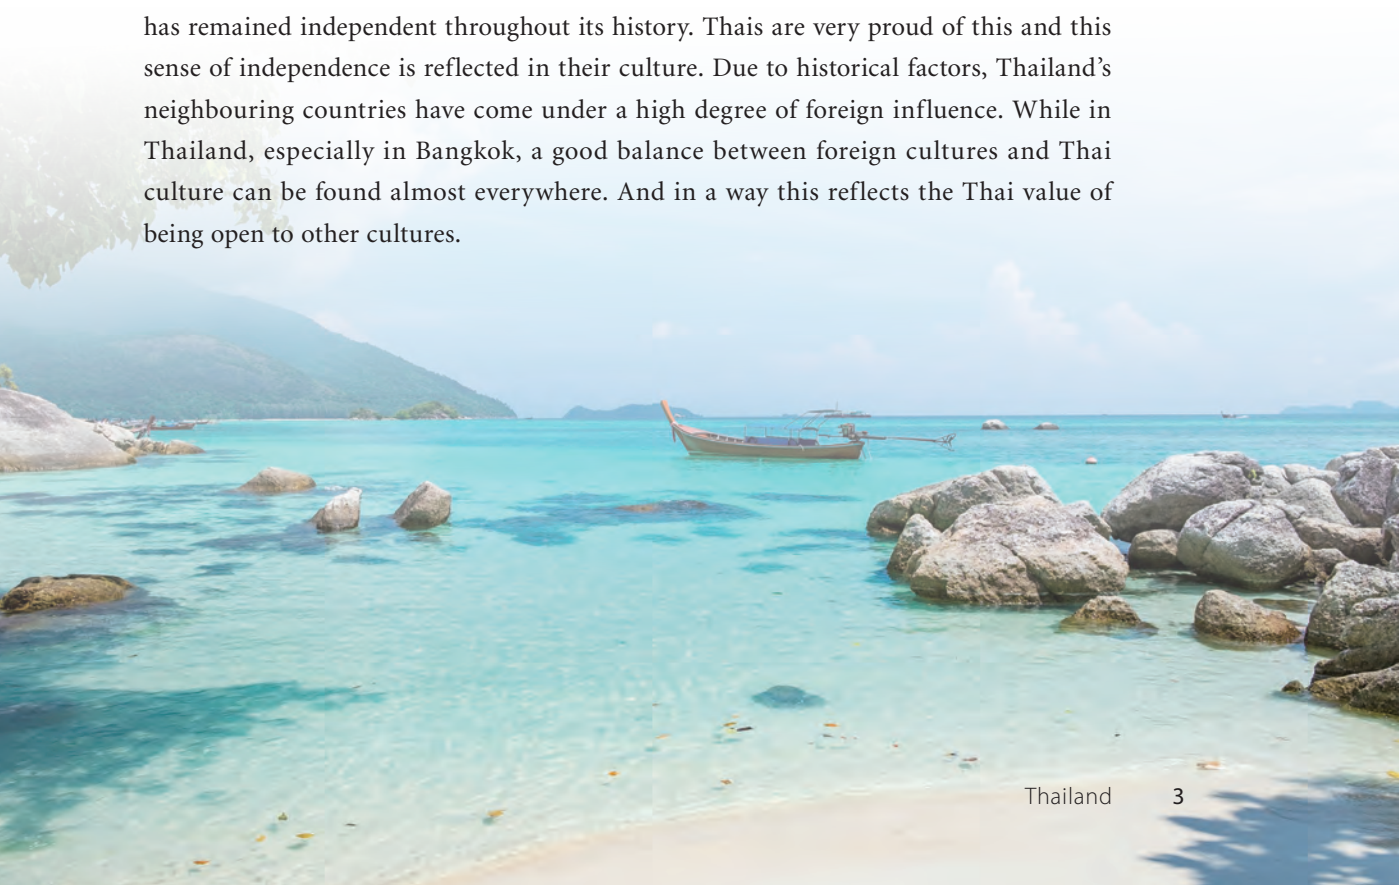 has remained independent throughout its history. Thais are very proud of this and this
sense of independence is reflected in their culture. Due to historical factors, Thailand’s
neighbouring countries have come under a high degree of foreign influence. While in
Thailand, especially in Bangkok, a good balance between foreign cultures and Thai
culture can be found almost everywhere. And in a way this reflects the Thai value of
being open to other cultures.
Thailand 3